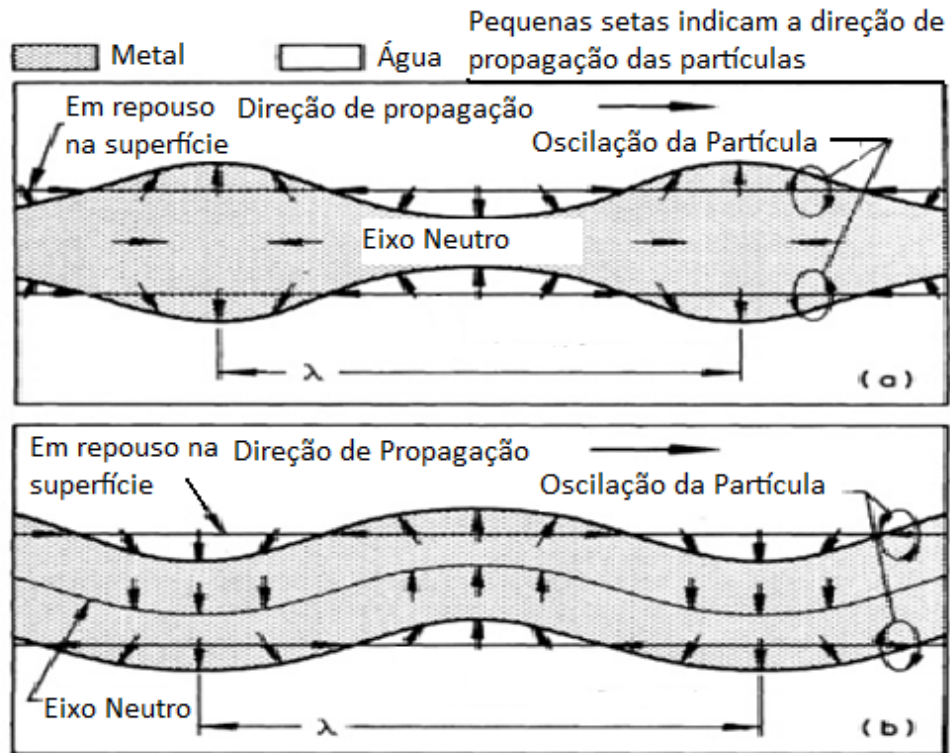 Pequenas setas indicam a direção de
propagação das partículas
Metal
Água
Em repouso
na superfície
Direção de propagação
Oscilação da Partícula
Eixo Neutro
λ
(a)
Em repouso na
superfície
Direção de Propagação
Oscilação da Partícula
Eixo Neutro
λ
(b)